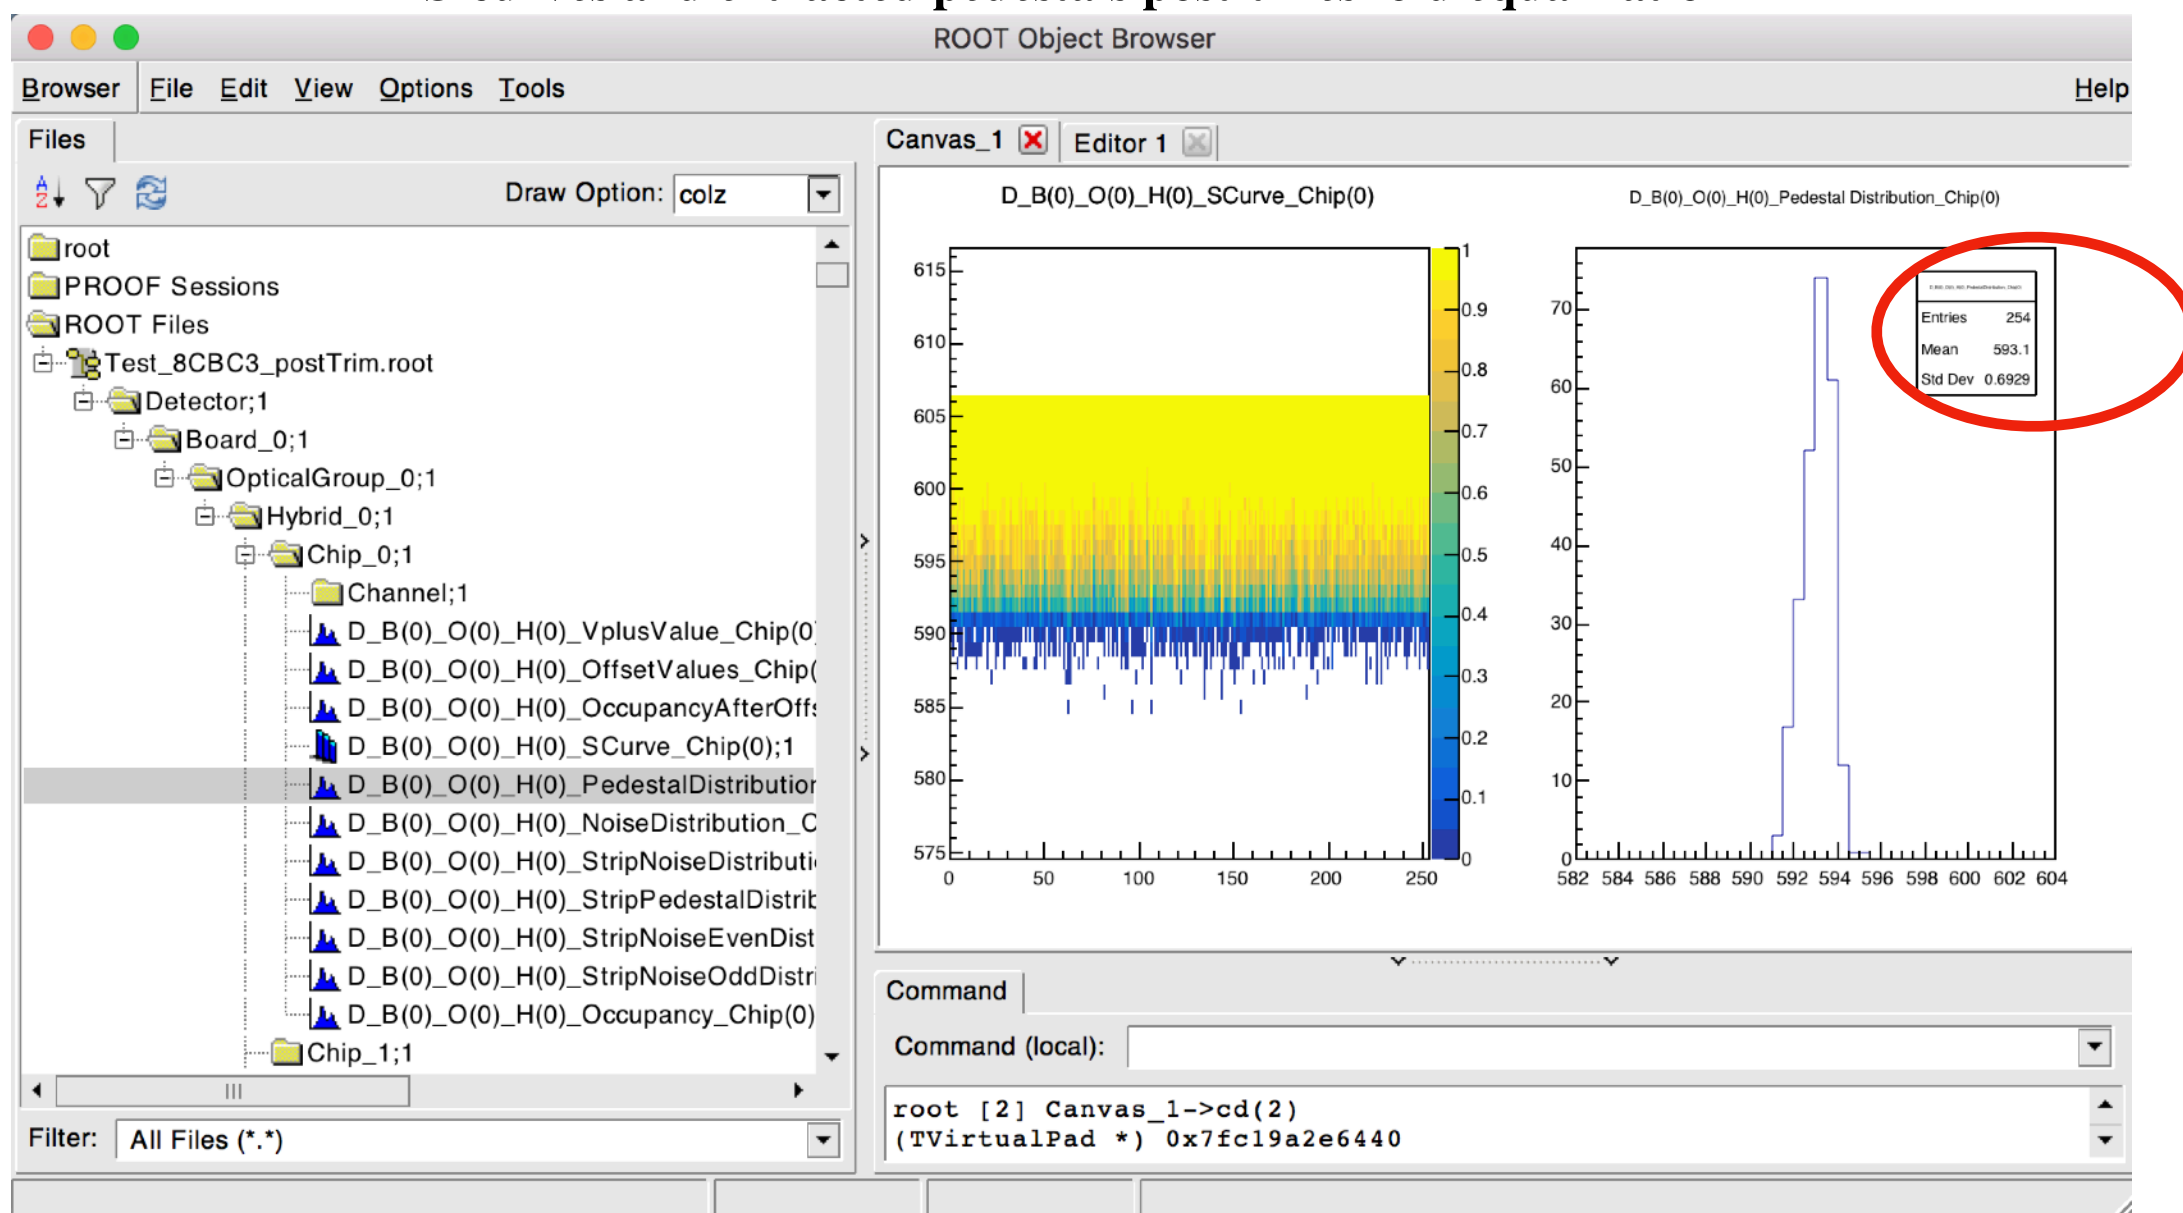 ROOT Object Browser
Browser File Edit View Options Tools Help
Files
Draw Option: colz
root
PROOF Sessions
ROOT Files
Test_8CBC3_postTrim.root
Detector;1
Board_0;1
OpticalGroup_0;1
Hybrid_0;1
Chip_0;1
Channel;1
D_B(0)_O(0)_H(0)_VplusValue_Chip(0)
D_B(0)_O(0)_H(0)_OffsetValues_Chip(
D_B(0)_O(0)_H(0)_OccupancyAfterOffs
D_B(0)_O(0)_H(0)_SCurve_Chip(0);1
D_B(0)_O(0)_H(0)_PedestalDistribution
D_B(0)_O(0)_H(0)_NoiseDistribution_C
D_B(0)_O(0)_H(0)_StripNoiseDistributi
D_B(0)_O(0)_H(0)_StripPedestalDistrib
D_B(0)_O(0)_H(0)_StripNoiseEvenDist
D_B(0)_O(0)_H(0)_StripNoiseOddDistri
D_B(0)_O(0)_H(0)_Occupancy_Chip(0)
Chip_1;1
Filter: All Files (*.*)
Canvas_1 Editor 1
D_B(0)_O(0)_H(0)_SCurve_Chip(0)
615
610
605
600
595
590
585
580
575
0 50 100 150 200 250
1
0.9
0.8
0.7
0.6
0.5
0.4
0.3
0.2
0.1
0
D_B(0)_O(0)_H(0)_Pedestal Distribution_Chip(0)
Entries 254
Mean 593.1
Std Dev 0.6929
70
60
50
40
30
20
10
0
582 584 586 588 590 592 594 596 598 600 602 604
Command
Command (local):
root [2] Canvas_1->cd(2)
(TVirtualPad *) 0x7fc19a2e6440